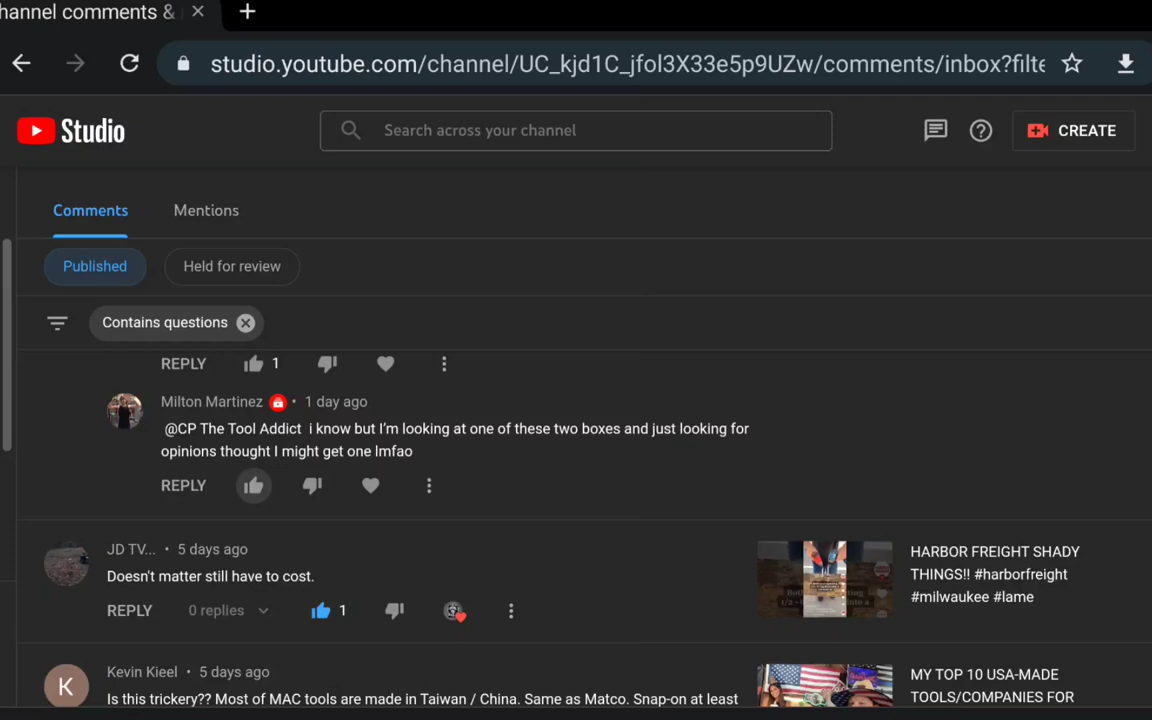 hannel comments &
studio.youtube.com/channel/UC_kjd1C_jfol3X33e5p9UZw/comments/inbox?filte
Studio
Search across your channel
CREATE
Comments
Mentions
Published
Held for review
Contains questions
REPLY
1
Milton Martinez • 1 day ago
@CP The Tool Addict i know but I'm looking at one of these two boxes and just looking for
opinions thought I might get one lmfao
REPLY
JD TV... • 5 days ago
Doesn't matter still have to cost.
REPLY
0 replies
1
HARBOR FREIGHT SHADY
THINGS!! #harborfreight
#milwaukee #lame
K
Kevin Kieel • 5 days ago
Is this trickery?? Most of MAC tools are made in Taiwan / China. Same as Matco. Snap-on at least
MY TOP 10 USA-MADE
TOOLS/COMPANIES FOR